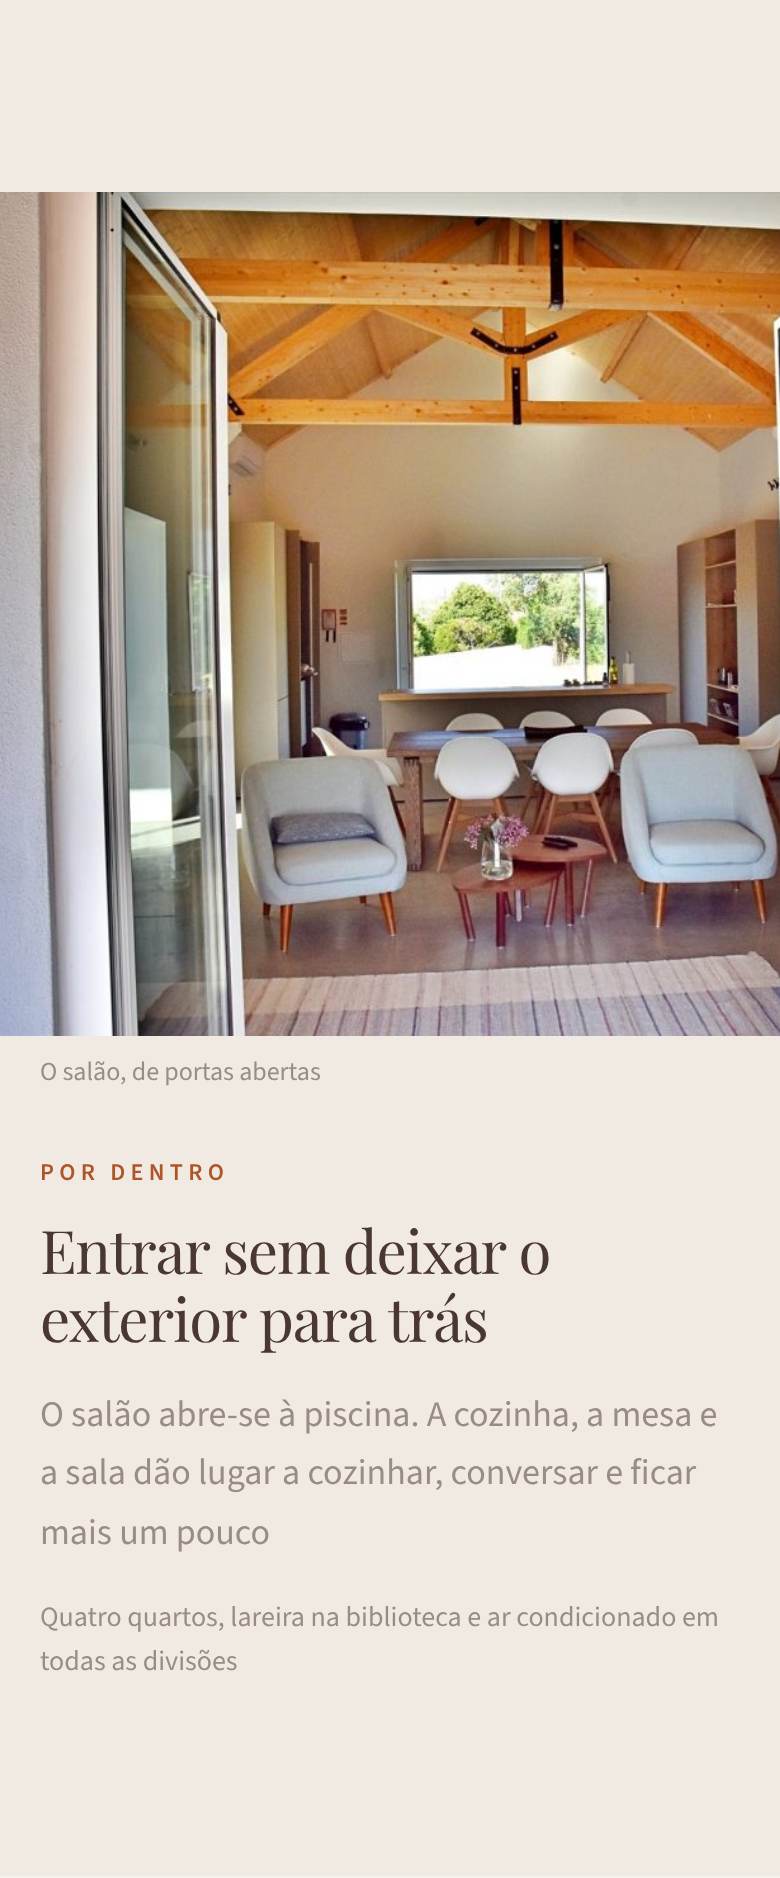 O salão, de portas abertas
POR DENTRO
Entrar sem deixar o
exterior para trás
O salão abre-se à piscina. A cozinha, a mesa e
a sala dão lugar a cozinhar, conversar e ficar
mais um pouco
Quatro quartos, lareira na biblioteca e ar condicionado em
todas as divisões